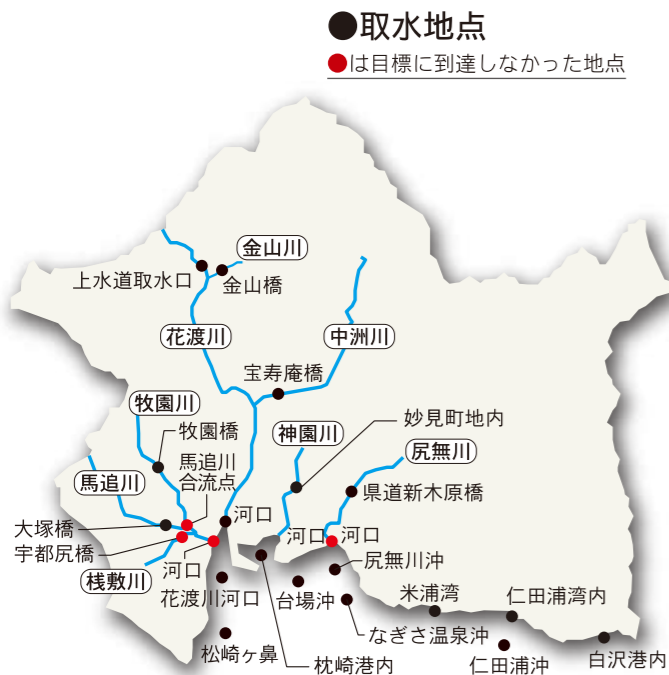 ●取水地点
●は目標に到達しなかった地点
金山川
上水道取水口
金山橋
花渡川
中洲川
宝寿庵橋
牧園川
牧園橋
神園川
妙見町地内
尻無川
馬追川
合流点
馬追川
県道新木原橋
大塚橋
宇都尻橋
河口
河口
河口
河口
桟敷川
花渡川河口
台場沖
尻無川沖
米浦湾
仁田浦湾内
なぎさ温泉沖
松崎ヶ鼻
枕崎港内
仁田浦沖
白沢港内